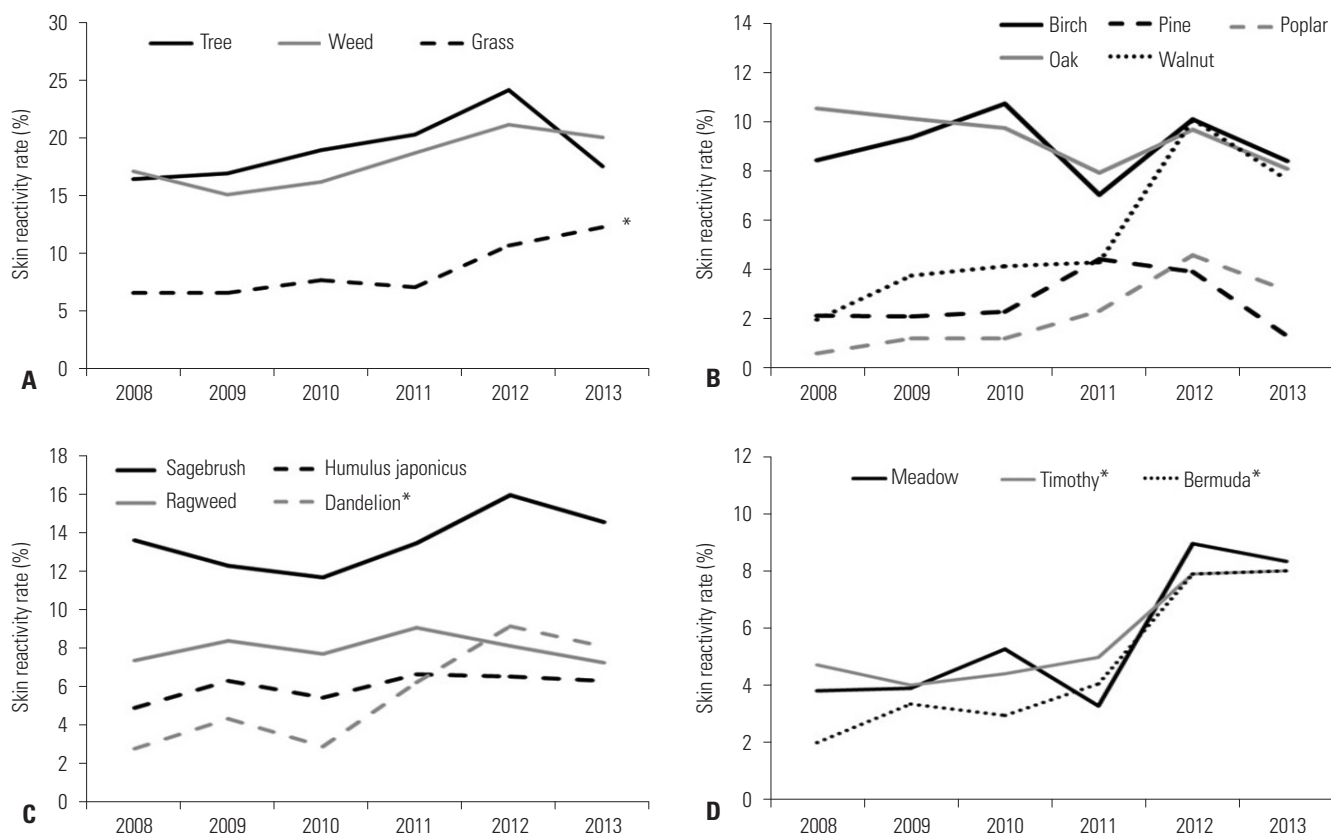 30
25
20
15
10
5
0
Skin reactivity rate (%)
Tree Weed Grass
*
A
2008 2009 2010 2011 2012 2013
14
12
10
8
6
4
2
0
Skin reactivity rate (%)
Birch Pine Poplar
Oak Walnut
B
2008 2009 2010 2011 2012 2013
18
16
14
12
10
8
6
4
2
0
Skin reactivity rate (%)
Sagebrush Humulus japonicus
Ragweed Dandelion*
C
2008 2009 2010 2011 2012 2013
12
10
8
6
4
2
0
Skin reactivity rate (%)
Meadow Timothy* Bermuda*
D
2008 2009 2010 2011 2012 2013